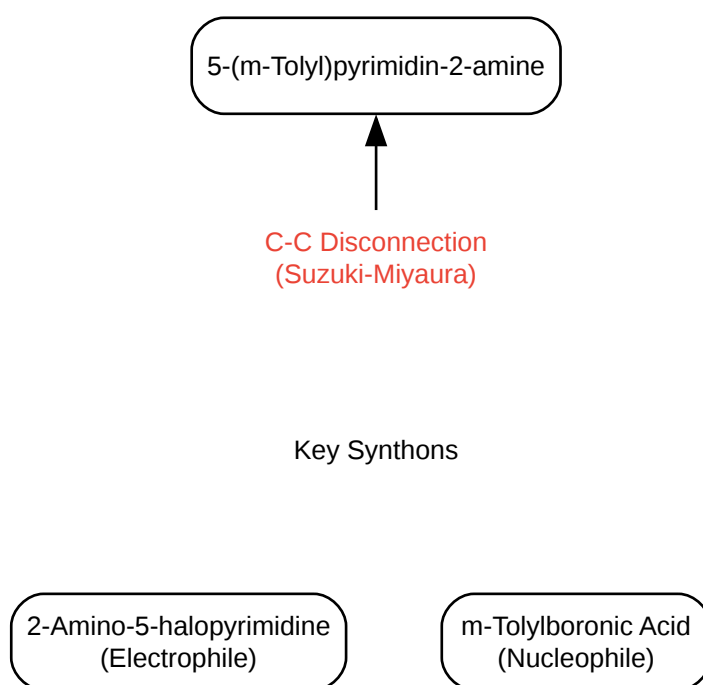 5-(m-Tolyl)pyrimidin-2-amine
C-C Disconnection
(Suzuki-Miyaura)
Key Synthons
2-Amino-5-halopyrimidine
(Electrophile)
m-Tolylboronic Acid
(Nucleophile)